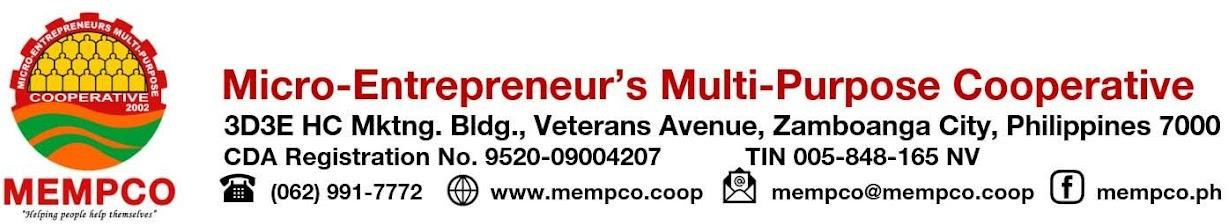 MICRO-ENTREPRENEURS MULTI-PURPOSE
COOPERATIVE
2002
MEMPCO
"Helping people help themselves"
Micro-Entrepreneur's Multi-Purpose Cooperative
3D3E HC Mktng. Bldg., Veterans Avenue, Zamboanga City, Philippines 7000
CDA Registration No. 9520-09004207 TIN 005-848-165 NV
(062) 991-7772 www.mempco.coop mempco@mempco.coop mempco.ph